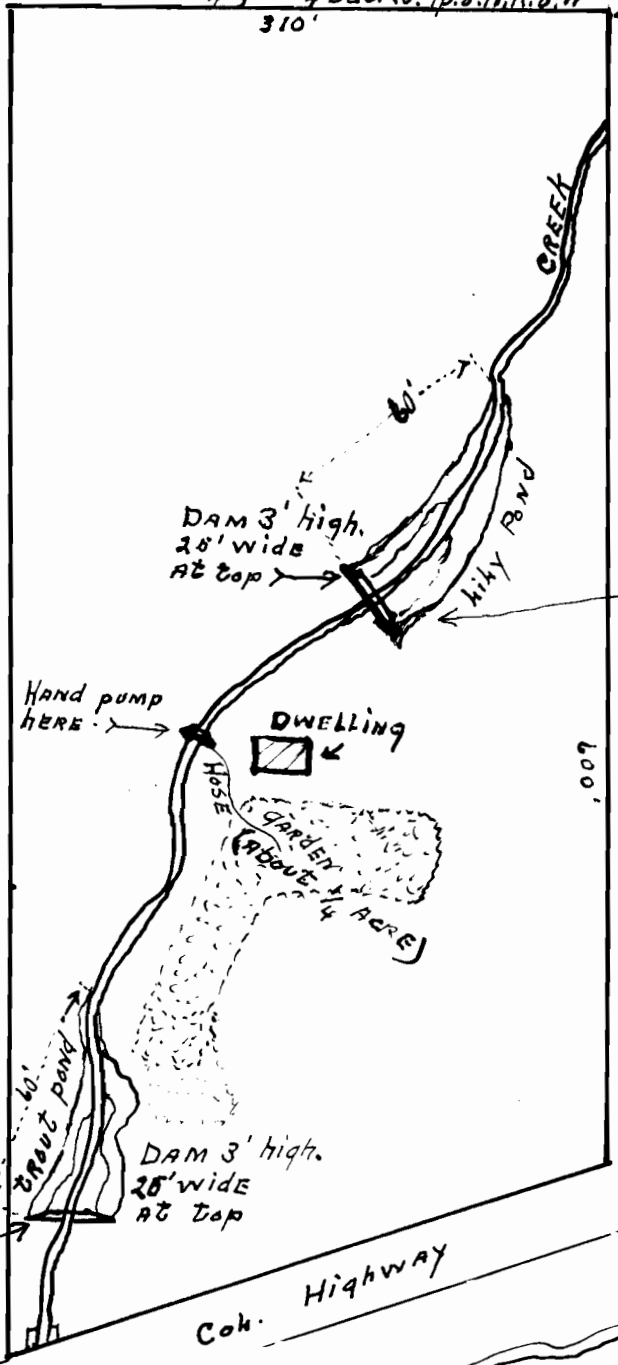 310'
CREEK
60'
DAM 3' high.
25' wide
At top
Lily Pond
HAND pump
here.
DWELLING
HOSE
600'
GARDEN
(About 1/4 ACRE)
60'
trout pond
DAM 3' high.
25' wide
At top
Highway